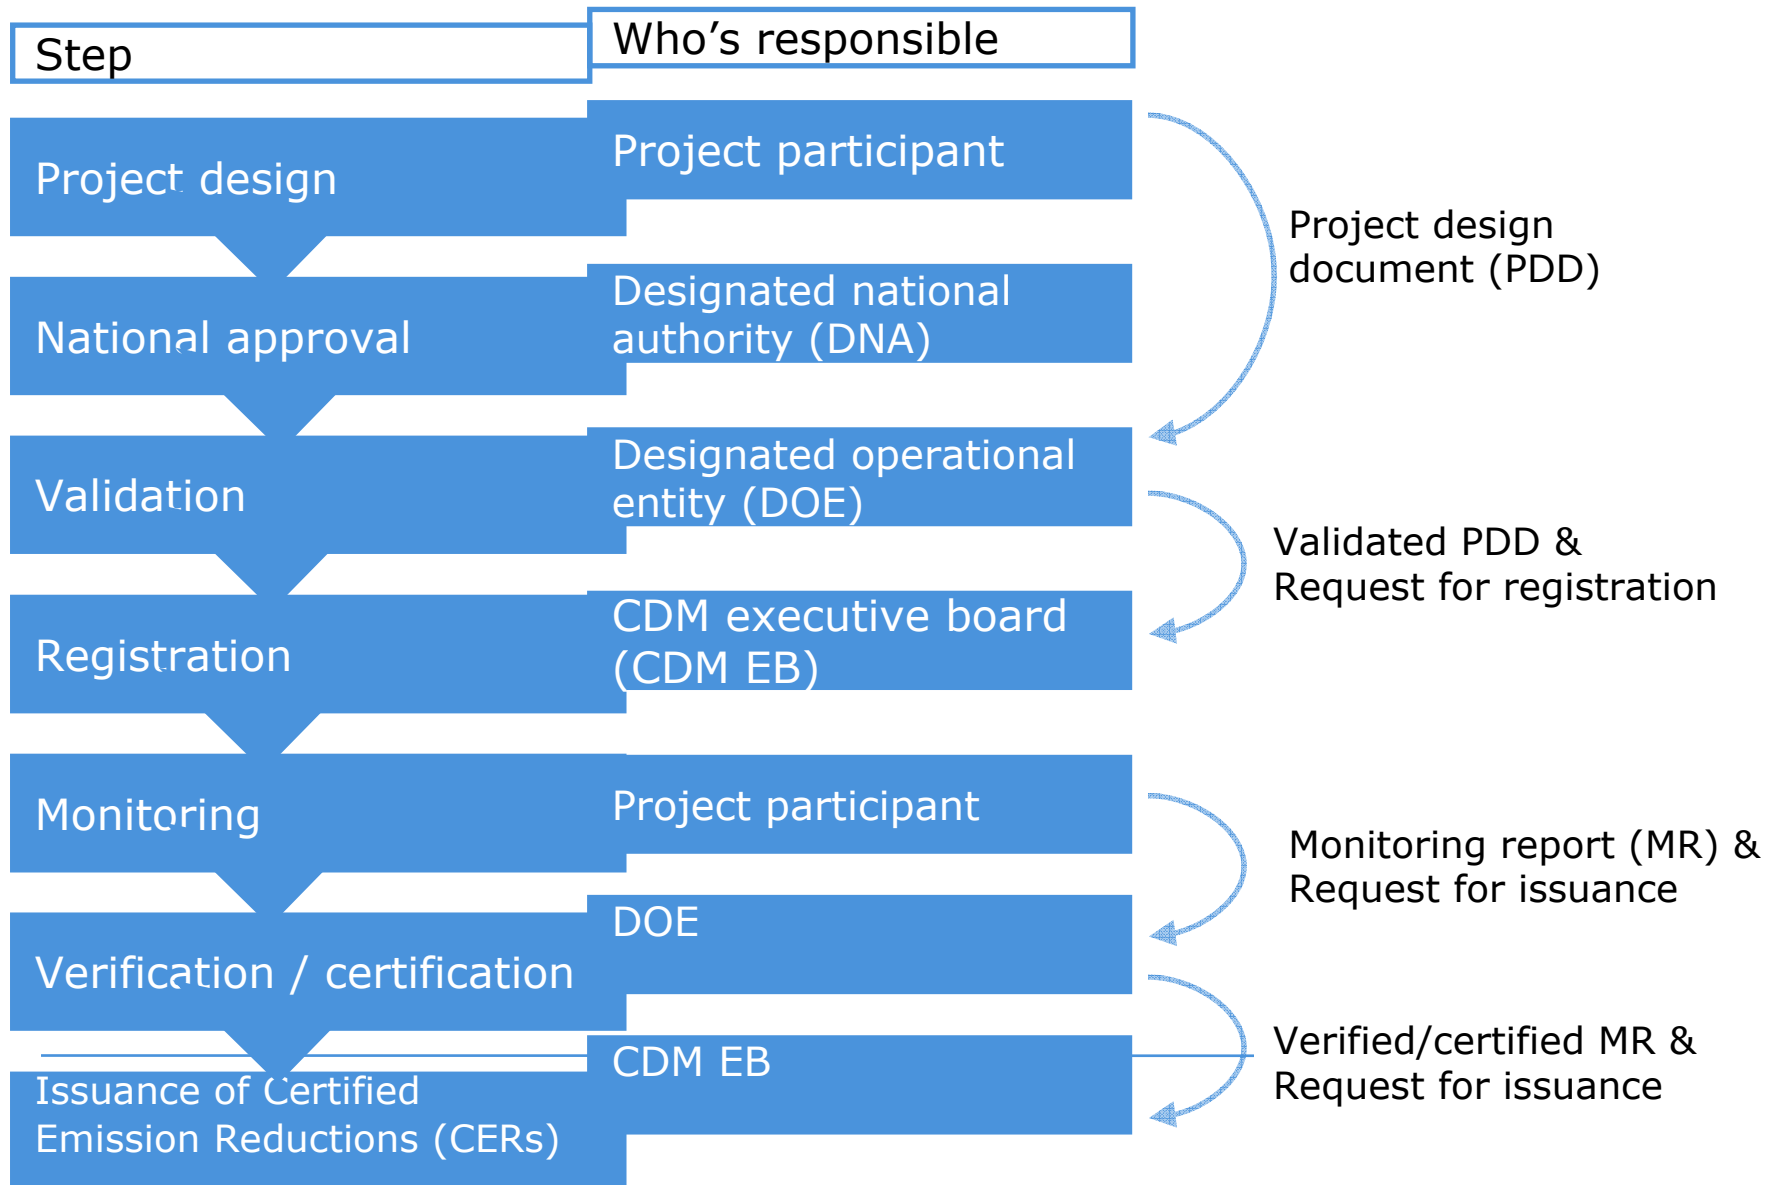 Step
Who's responsible
Project design
Project participant
Project design
document (PDD)
National approval
Designated national
authority (DNA)
Validation
Designated operational
entity (DOE)
Validated PDD &
Request for registration
Registration
CDM executive board
(CDM EB)
Monitoring
Project participant
Monitoring report (MR) &
Request for issuance
Verification / certification
DOE
Verified/certified MR &
Request for issuance
Issuance of Certified
Emission Reductions (CERs)
CDM EB